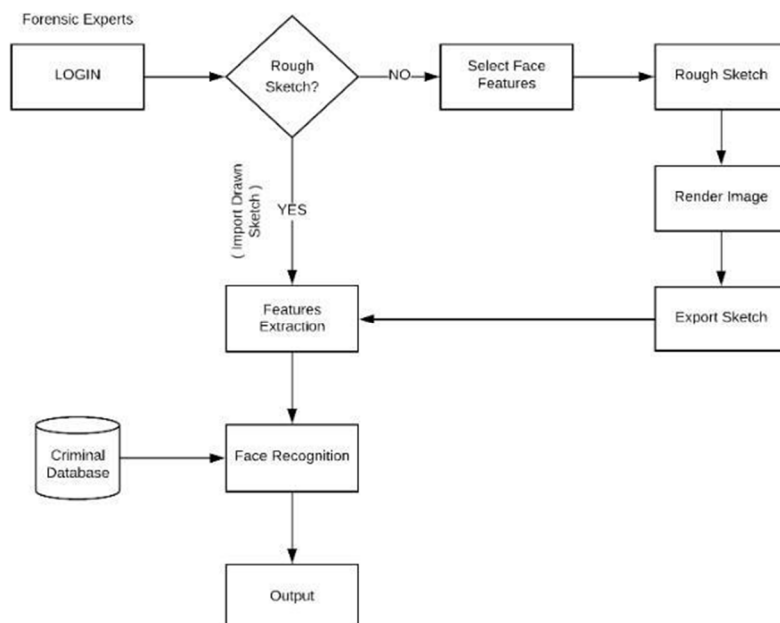 Forensic Experts
LOGIN
Rough
Sketch?
NO
Select Face
Features
Rough Sketch
Render Image
Export Sketch
( Import Drawn
Sketch )
YES
Features
Extraction
Criminal
Database
Face Recognition
Output